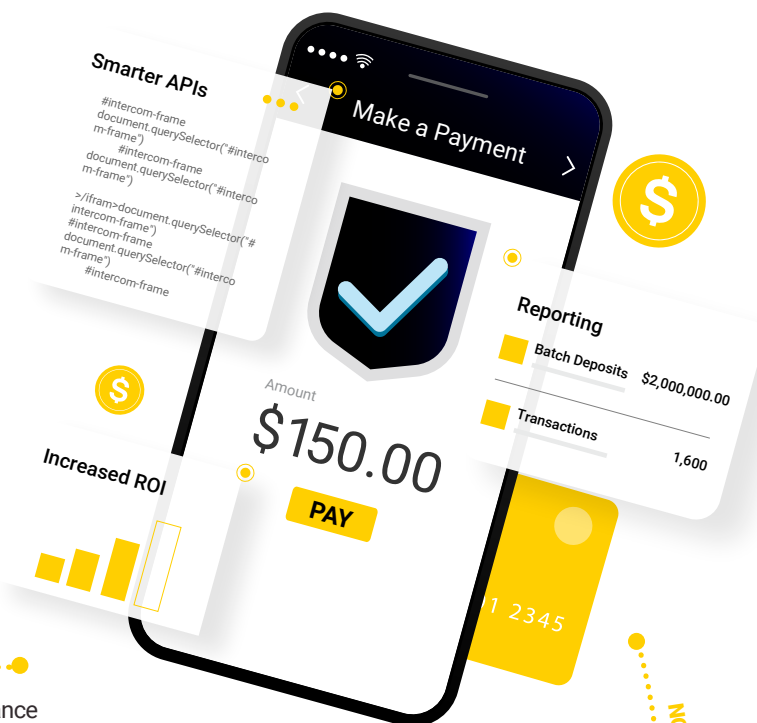 Smarter APIs
#intercom-frame
document.querySelector("#interco
m-frame")
#intercom-frame
document.querySelector("#interco
m-frame")
>/ifram>document.querySelector("#
intercom-frame")
#intercom-frame
document.querySelector("#interco
m-frame")
#intercom-frame
Make a Payment
$
Reporting
Batch Deposits $2,000,000.00
Transactions
1,600
$
Amount
$150.00
PAY
Increased ROI
2345